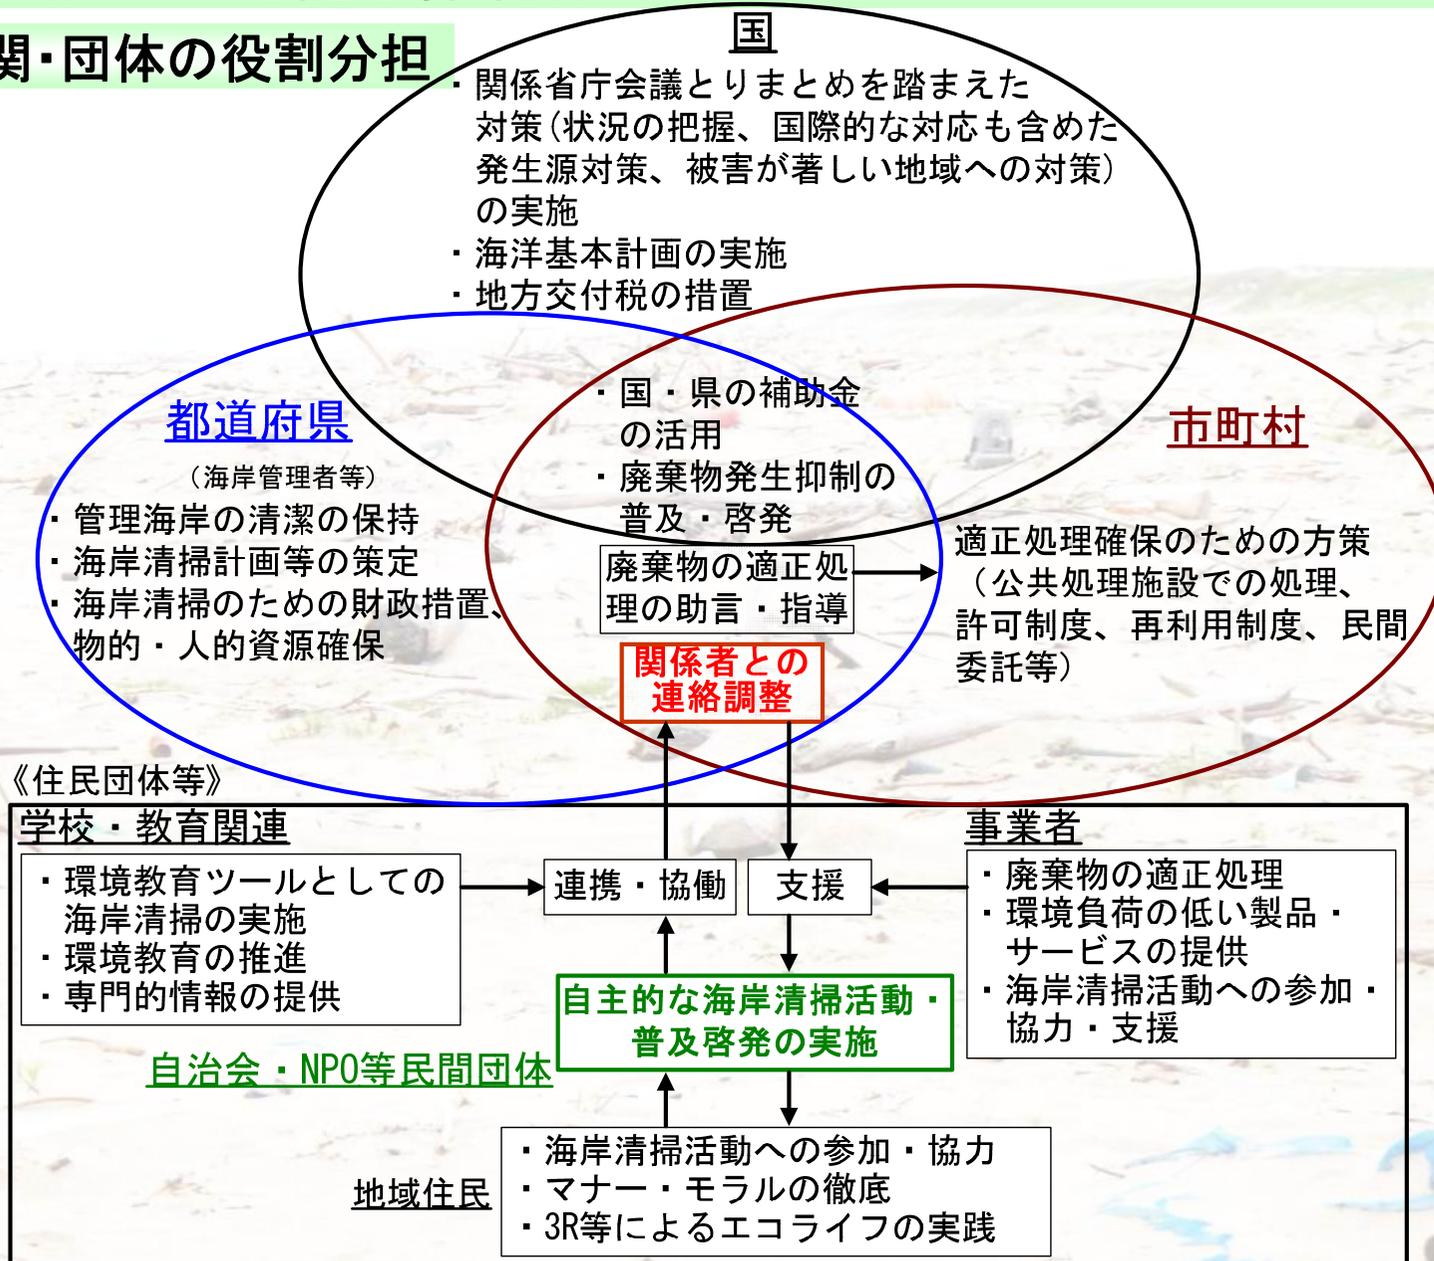 関・団体の役割分担
国
・関係省庁会議とりまとめを踏まえた
対策(状況の把握、国際的な対応も含めた
発生源対策、被害が著しい地域への対策)
の実施
・海洋基本計画の実施
・地方交付税の措置
・国・県の補助金
の活用
・廃棄物発生抑制の
普及・啓発
都道府県
（海岸管理者等）
・管理海岸の清潔の保持
・海岸清掃計画等の策定
・海岸清掃のための財政措置、
物的・人的資源確保
市町村
廃棄物の適正処
理の助言・指導
適正処理確保のための方策
（公共処理施設での処理、
許可制度、再利用制度、民間
委託等）
関係者との
連絡調整
《住民団体等》
学校・教育関連
・環境教育ツールとしての
海岸清掃の実施
・環境教育の推進
・専門的情報の提供
連携・協働
支援
事業者
・廃棄物の適正処理
・環境負荷の低い製品・
サービスの提供
・海岸清掃活動への参加・
協力・支援
自主的な海岸清掃活動・
普及啓発の実施
自治会・NPO等民間団体
地域住民
・海岸清掃活動への参加・協力
・マナー・モラルの徹底
・3R等によるエコライフの実践